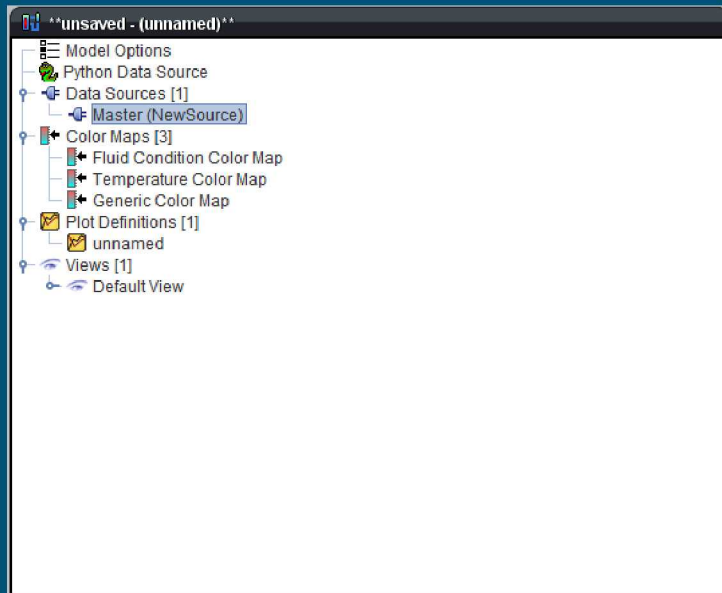 **unsaved - (unnamed)**
Model Options
Python Data Source
Data Sources [1]
Master (NewSource)
Color Maps [3]
Fluid Condition Color Map
Temperature Color Map
Generic Color Map
Plot Definitions [1]
unnamed
Views [1]
Default View